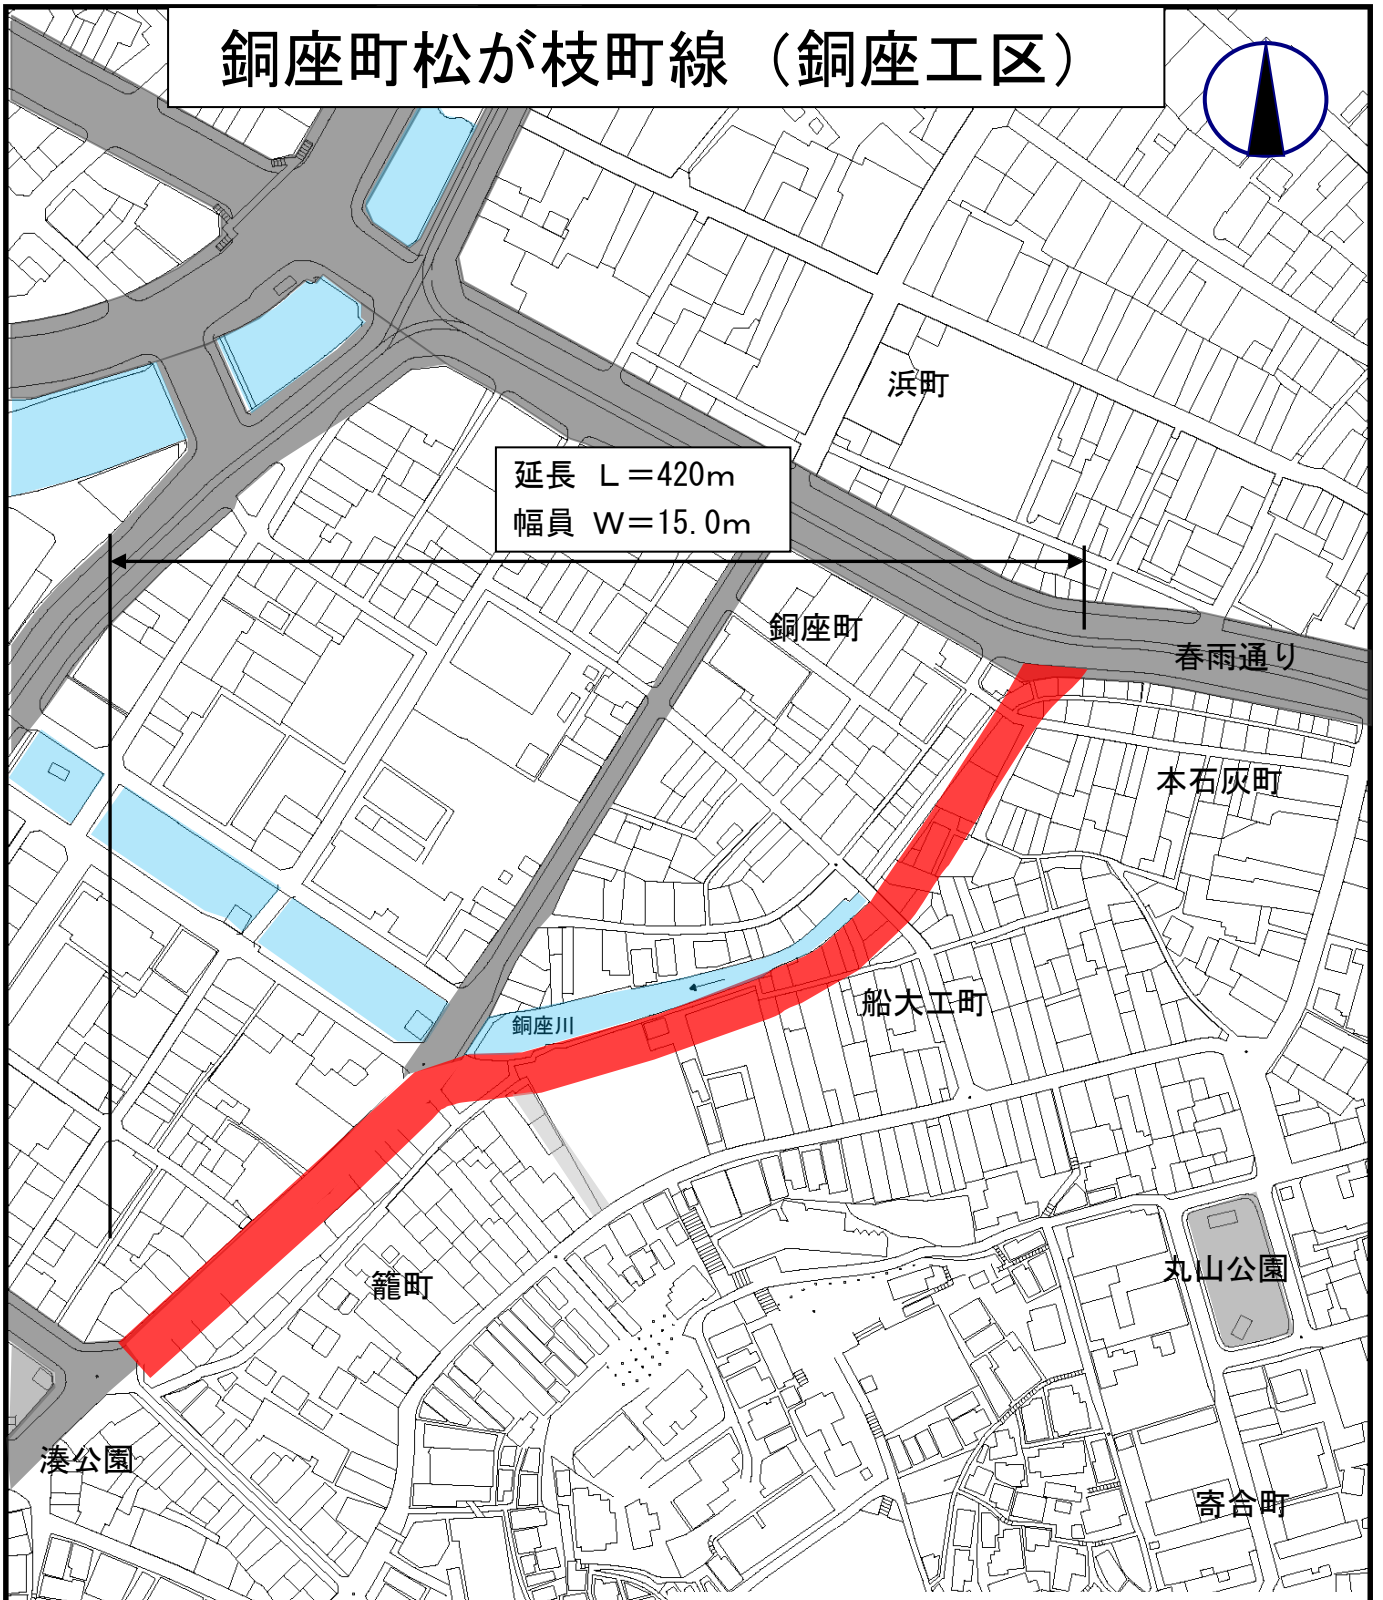 銅座町松が枝町線（銅座工区）
浜町
延長 Ｌ＝420ｍ
幅員 Ｗ＝15.0ｍ
銅座町
春雨通り
本石灰町
船大工町
銅座川
丸山公園
籠町
湊公園
寄合町